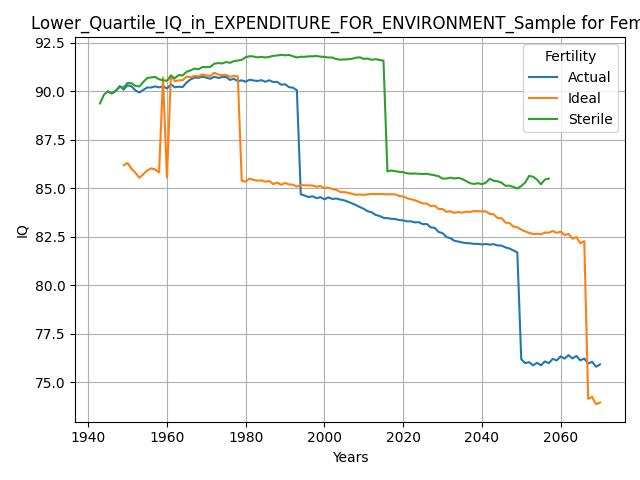 Lower_Quartile_IQ_in_EXPENDITURE_FOR_ENVIRONMENT_Sample for Fem
92.5
90.0
87.5
85.0
82.5
80.0
77.5
75.0
IQ
Fertility
Actual
Ideal
Sterile
1940 1960 1980 2000 2020 2040 2060
Years